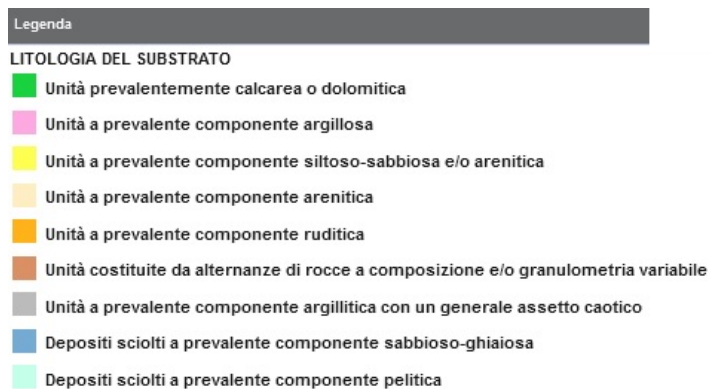 Legenda
LITOLOGIA DEL SUBSTRATO
Unità prevalentemente calcarea o dolomitica
Unità a prevalente componente argillosa
Unità a prevalente componente siltoso-sabbiosa e/o arenitica
Unità a prevalente componente arenitica
Unità a prevalente componente ruditica
Unità costituite da alternanze di rocce a composizione e/o granulometria variabile
Unità a prevalente componente argillitica con un generale assetto caotico
Depositi sciolti a prevalente componente sabbioso-ghiaiosa
Depositi sciolti a prevalente componente pelitica